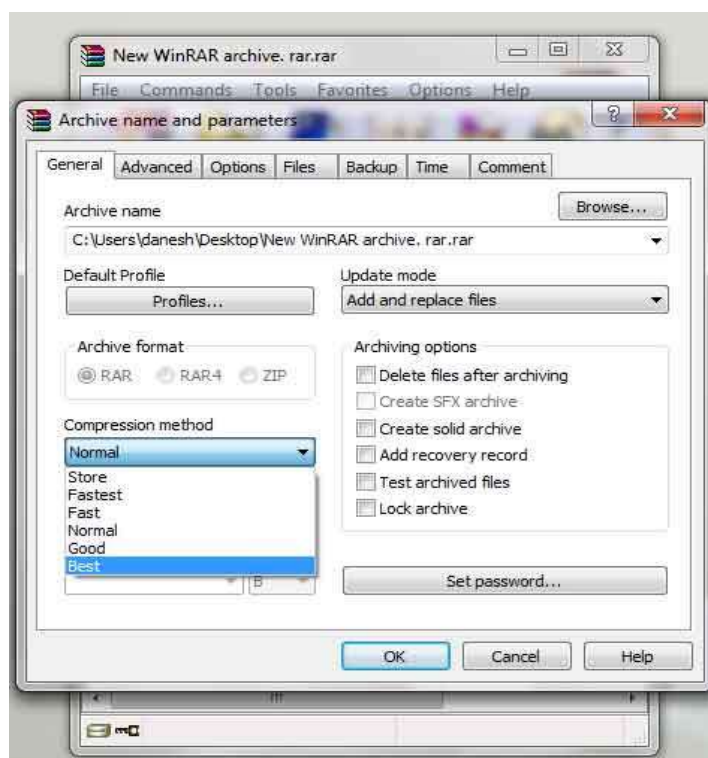 New WinRAR archive. rar.rar
File Commands Tools Favorites Options Help
Archive name and parameters
General Advanced Options Files Backup Time Comment
Archive name
Browse...
C:\Users\danesh\Desktop\New WinRAR archive. rar.rar
Default Profile
Profiles...
Update mode
Add and replace files
Archive format
RAR RAR4 ZIP
Compression method
Normal
Store
Fastest
Fast
Normal
Good
Best
B
Archiving options
Delete files after archiving
Create SFX archive
Create solid archive
Add recovery record
Test archived files
Lock archive
Set password...
OK Cancel Help